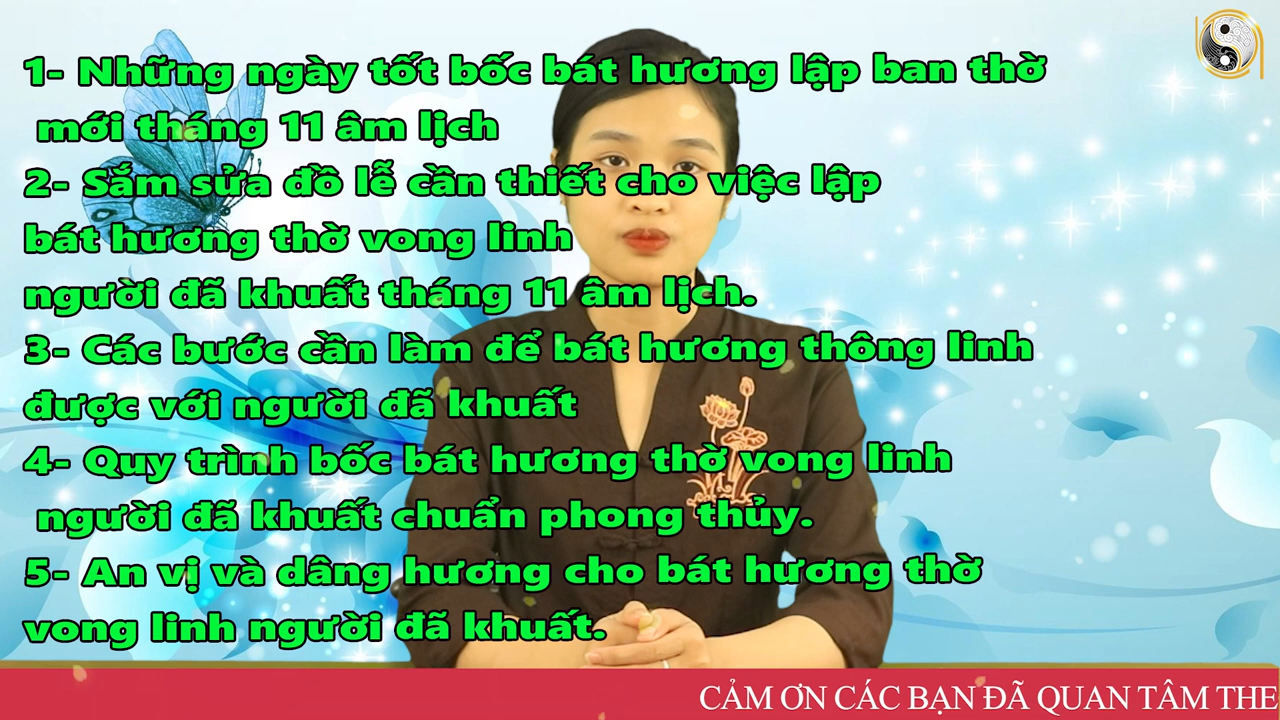 1- Những ngày tốt bốc bát hương lập ban thờ
mới tháng 11 âm lịch
2- Sắm sửa đồ lễ cần thiết cho việc lập
bát hương thờ vong linh
người đã khuất tháng 11 âm lịch.
3- Các bước cần làm để bát hương thông linh
được với người đã khuất
4- Quy trình bốc bát hương thờ vong linh
người đã khuất chuẩn phong thủy.
5- An vị và dâng hương cho bát hương thờ
vong linh người đã khuất.
CẢM ƠN CÁC BẠN ĐÃ QUAN TÂM THE